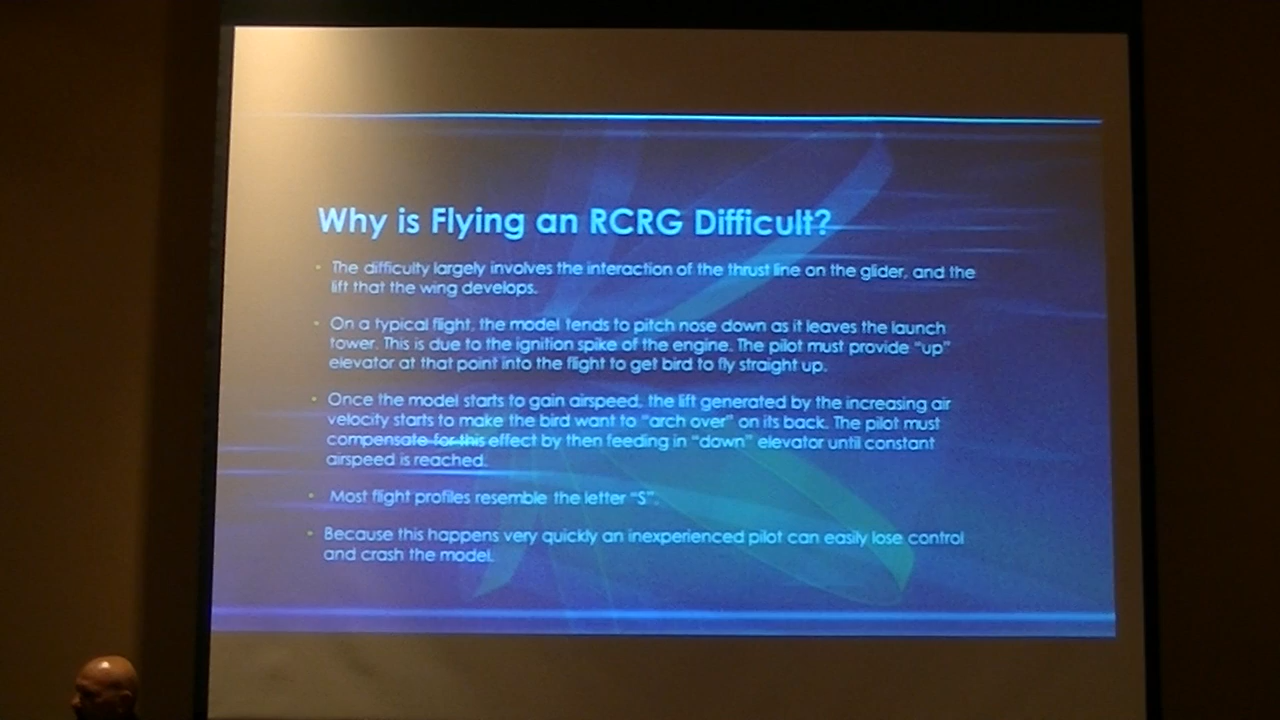 Why is Flying an RCRG Difficult?
• The difficulty largely involves the interaction of the thrust line on the glider, and the
lift that the wing develops.
• On a typical flight, the model tends to pitch nose down as it leaves the launch
tower. This is due to the ignition spike of the engine. The pilot must provide “up”
elevator at that point into the flight to get bird to fly straight up.
• Once the model starts to gain airspeed, the lift generated by the increasing air
velocity starts to make the bird want to “arch over” on its back. The pilot must
compensate for this effect by then feeding in “down” elevator until constant
airspeed is reached.
• Most flight profiles resemble the letter “S”.
• Because this happens very quickly an inexperienced pilot can easily lose control
and crash the model.